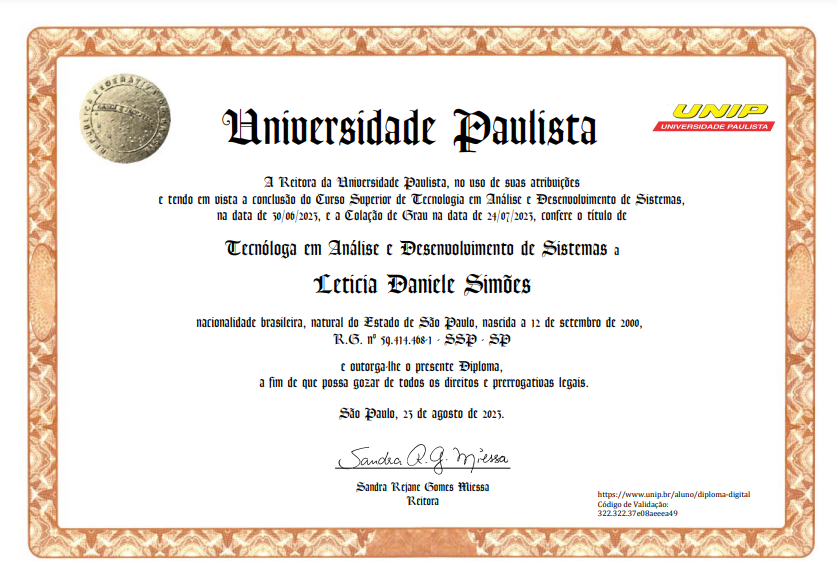 REPÚBLICA FEDERATIVA DO BRASIL
Universidade Paulista
UNIP
UNIVERSIDADE PAULISTA
A Reitora da Universidade Paulista, no uso de suas atribuições
e tendo em vista a conclusão do Curso Superior de Tecnologia em Análise e Desenvolvimento de Sistemas,
na data de 30/06/2023, e a Colação de Grau na data de 24/07/2023, confere o título de
Tecnóloga em Análise e Desenvolvimento de Sistemas a
Letícia Daniele Simões
nacionalidade brasileira, natural do Estado de São Paulo, nascida a 12 de setembro de 2000,
R.G. nº 59.414.468-1 - SSP - SP
e outorga-lhe o presente Diploma,
a fim de que possa gozar de todos os direitos e prerrogativas legais.
São Paulo, 23 de agosto de 2023.
Sandra R. G. Miessa
Sandra Rejane Gomes Miessa
Reitora
https://www.unip.br/aluno/diploma-digital
Código de Validação:
322.322.37e08aeeea49